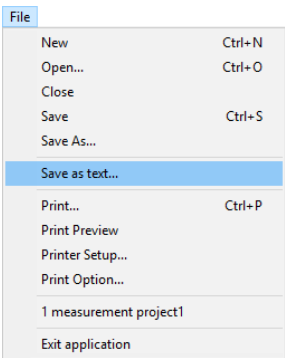 File
New Ctrl+N
Open... Ctrl+O
Close
Save Ctrl+S
Save As...
Save as text...
Print... Ctrl+P
Print Preview
Printer Setup...
Print Option...
1 measurement project1
Exit application